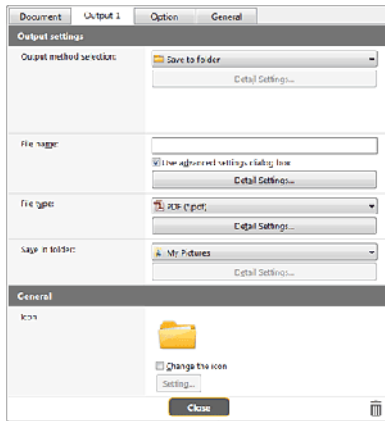 Document Output 1 Option General
Output settings
Output method selection: Save to folder
Detail Settings...
File name:
Use advanced settings dialog box
Detail Settings...
File type: PDF (*.pdf)
Detail Settings...
Save in folder: My Pictures
Detail Settings...
General
Icon
Change the icon
Setting...
Close